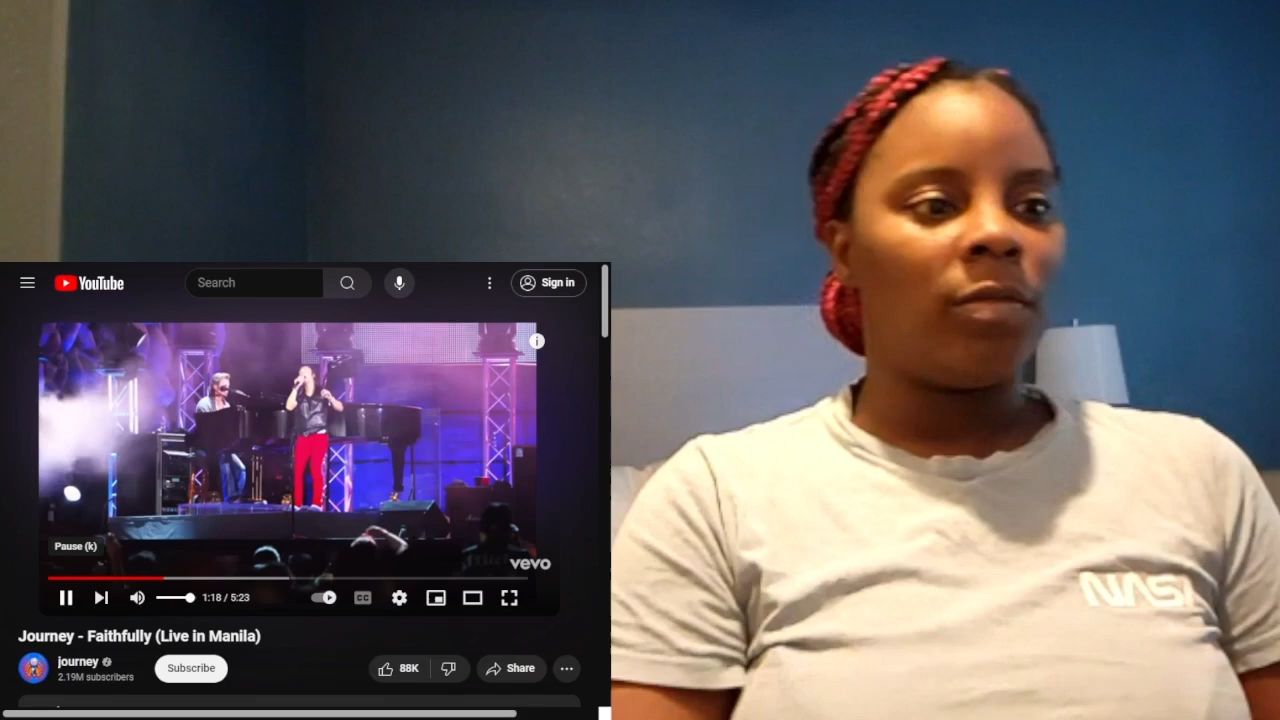 YouTube
Search
Sign in
Pause (k)
vevo
1:18 / 5:23
CC
Journey - Faithfully (Live in Manila)
journey
2.19M subscribers
Subscribe
88K
Share
NASA